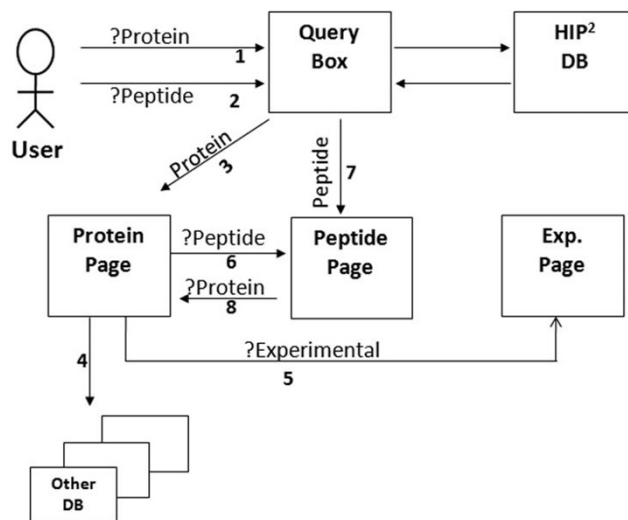 ?Protein
1
?Peptide
2
User
Query
Box
HIP²
DB
Protein
3
Peptide
7
Protein
Page
?Peptide
6
?Protein
8
Peptide
Page
Exp.
Page
4
?Experimental
5
Other
DB